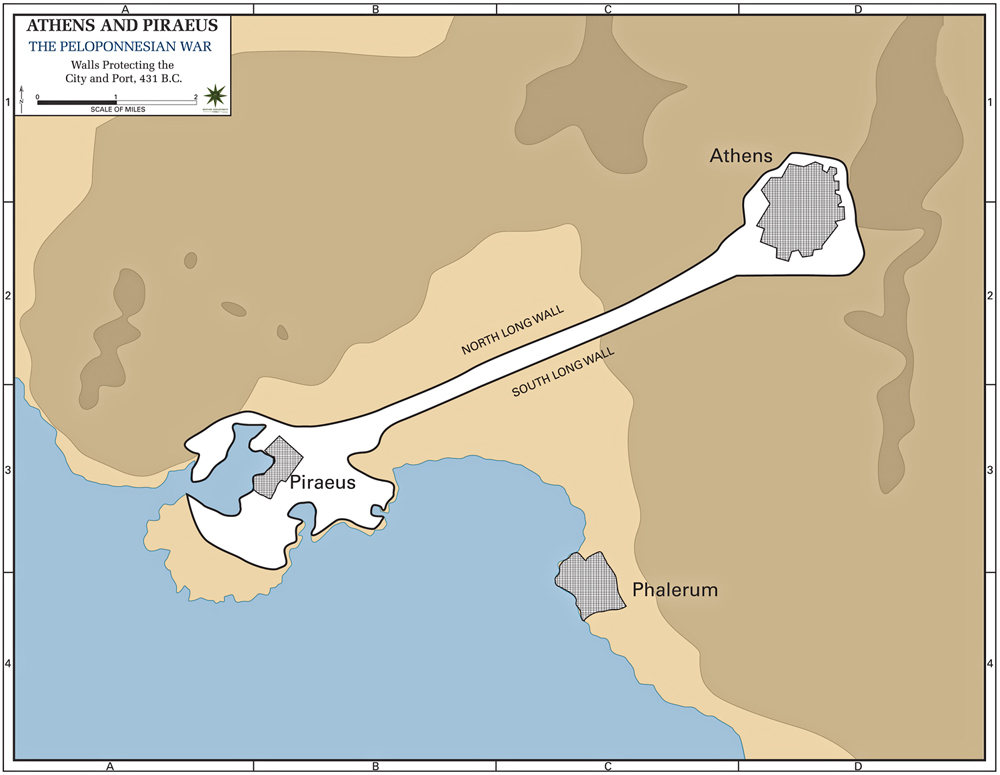 ATHENS AND PIRAEUS
THE PELOPONNESIAN WAR
Walls Protecting the
City and Port, 431 B.C.
N
0 1 2
SCALE OF MILES
A B C D
1 1
Athens
2 2
NORTH LONG WALL
SOUTH LONG WALL
3 3
Piraeus
Phalerum
4 4
A B C D